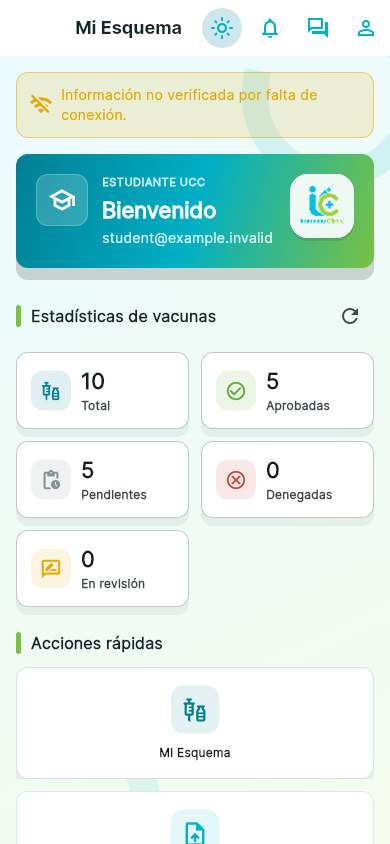 Mi Esquema
Información no verificada por falta de
conexión.
ESTUDIANTE UCC
Bienvenido
student@example.invalid
Estadísticas de vacunas
10
Total
5
Aprobadas
5
Pendientes
0
Denegadas
0
En revisión
Acciones rápidas
Mi Esquema